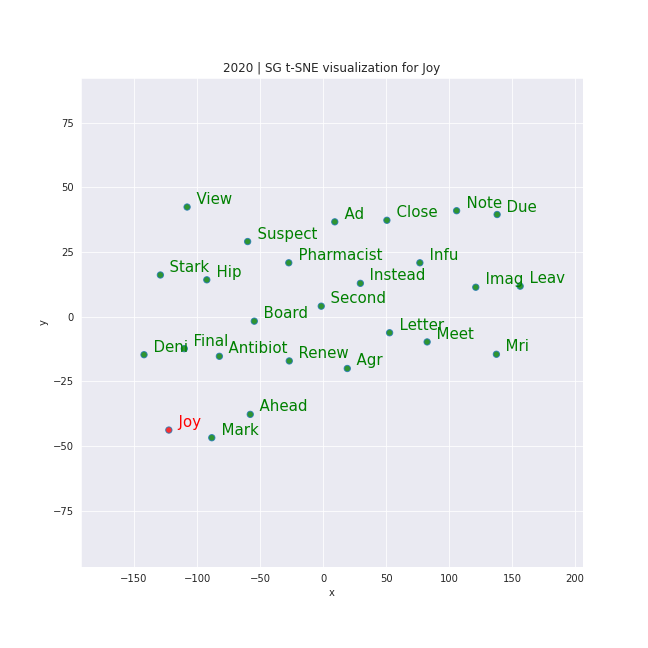 2020 | SG t-SNE visualization for Joy
75
50
25
0
−25
−50
−75
y
View
Ad
Close
Note
Due
Suspect
Pharmacist
Infu
Stark
Hip
Instead
Imag
Leav
Second
Board
Letter
Meet
Deni
Final
Antibiot
Renew
Agr
Mri
Ahead
Joy
Mark
−150
−100
−50
0
50
100
150
200
x